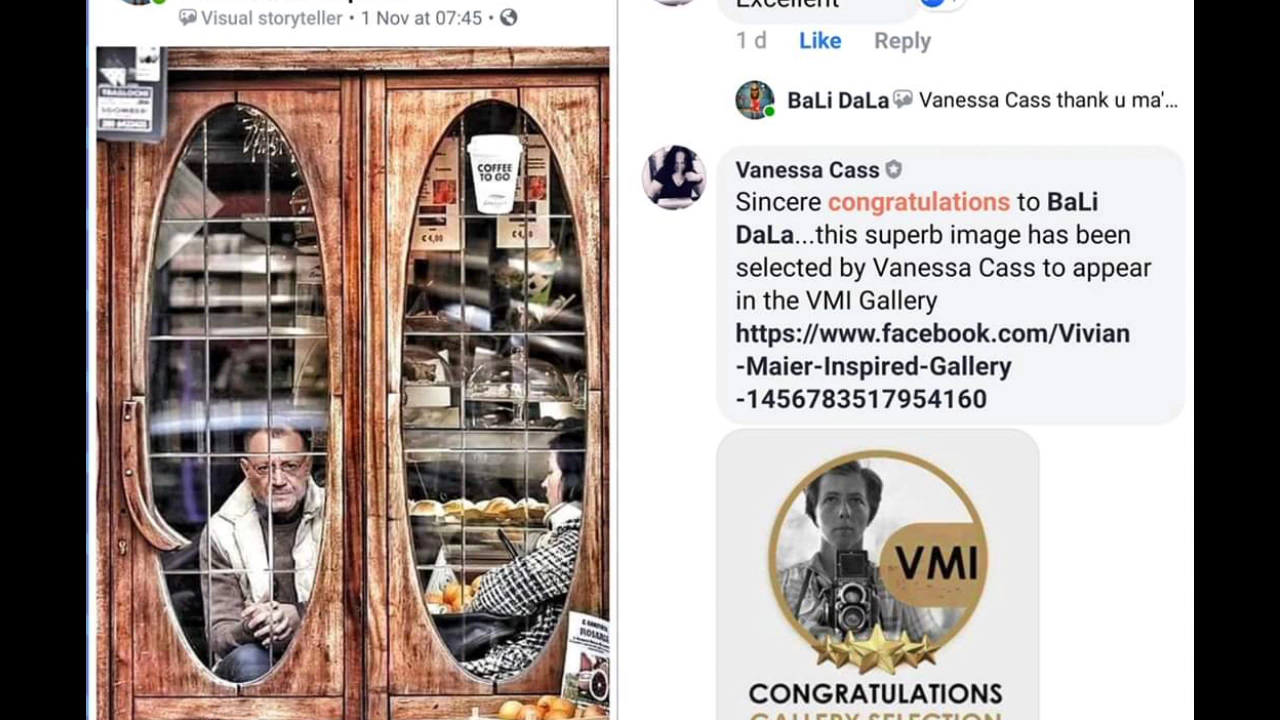 Visual storyteller • 1 Nov at 07:45 •
COFFEE
TO GO
€ 4,00
Excellent
1 d Like Reply
BaLi DaLa Vanessa Cass thank u ma'...
Vanessa Cass
Sincere congratulations to BaLi
DaLa...this superb image has been
selected by Vanessa Cass to appear
in the VMI Gallery
https://www.facebook.com/Vivian
-Maier-Inspired-Gallery
-1456783517954160
VMI
CONGRATULATIONS
GALLERY SELECTION